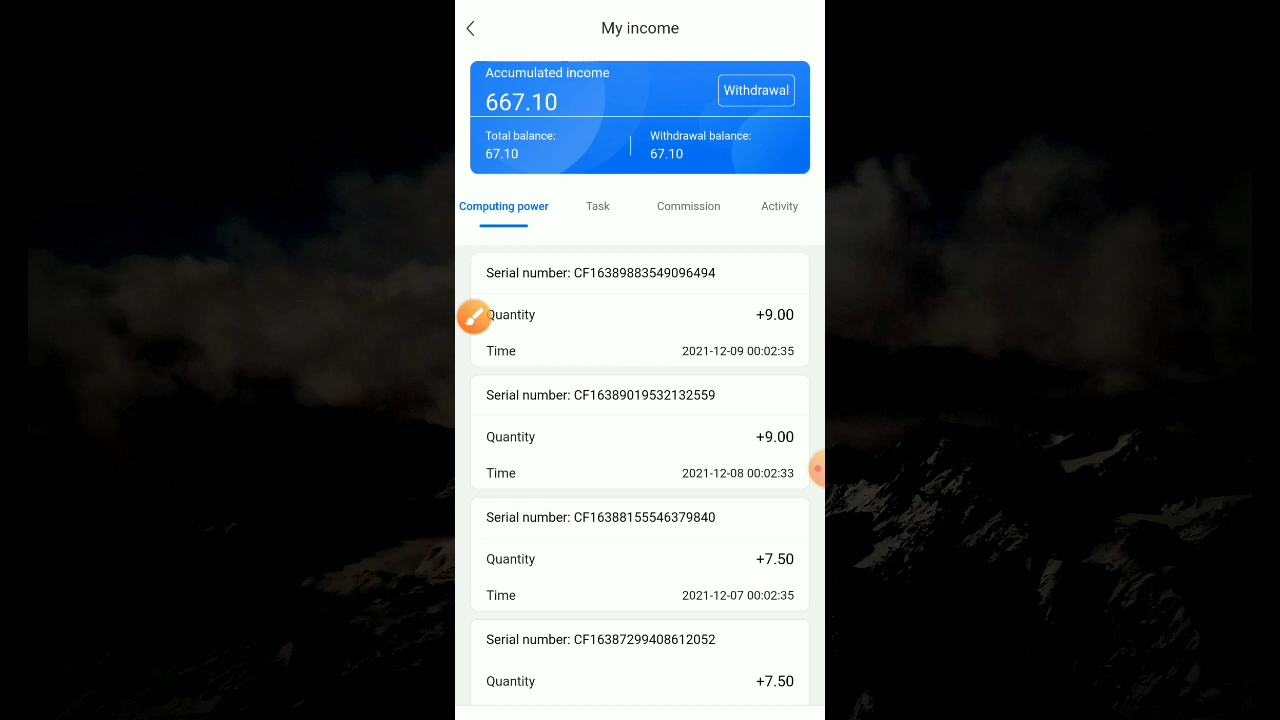 My income
Accumulated income
667.10
Withdrawal
Total balance:
67.10
Withdrawal balance:
67.10
Computing power
Task
Commission
Activity
Serial number: CF16389883549096494
Quantity
+9.00
Time
2021-12-09 00:02:35
Serial number: CF16389019532132559
Quantity
+9.00
Time
2021-12-08 00:02:33
Serial number: CF16388155546379840
Quantity
+7.50
Time
2021-12-07 00:02:35
Serial number: CF16387299408612052
Quantity
+7.50